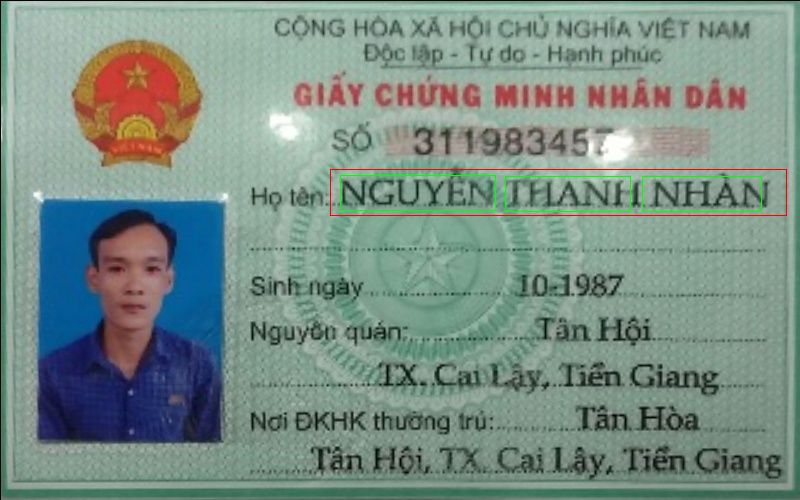 CỘNG HÒA XÃ HỘI CHỦ NGHĨA VIỆT NAM
Độc lập - Tự do - Hạnh phúc
GIẤY CHỨNG MINH NHÂN DÂN
SỐ 311983457
Họ tên: NGUYỄN THANH NHÀN
Sinh ngày 10-1987
Nguyên quán: Tân Hội
TX. Cai Lậy, Tiền Giang
Nơi ĐKHK thường trú: Tân Hòa
Tân Hội, TX. Cai Lậy, Tiền Giang